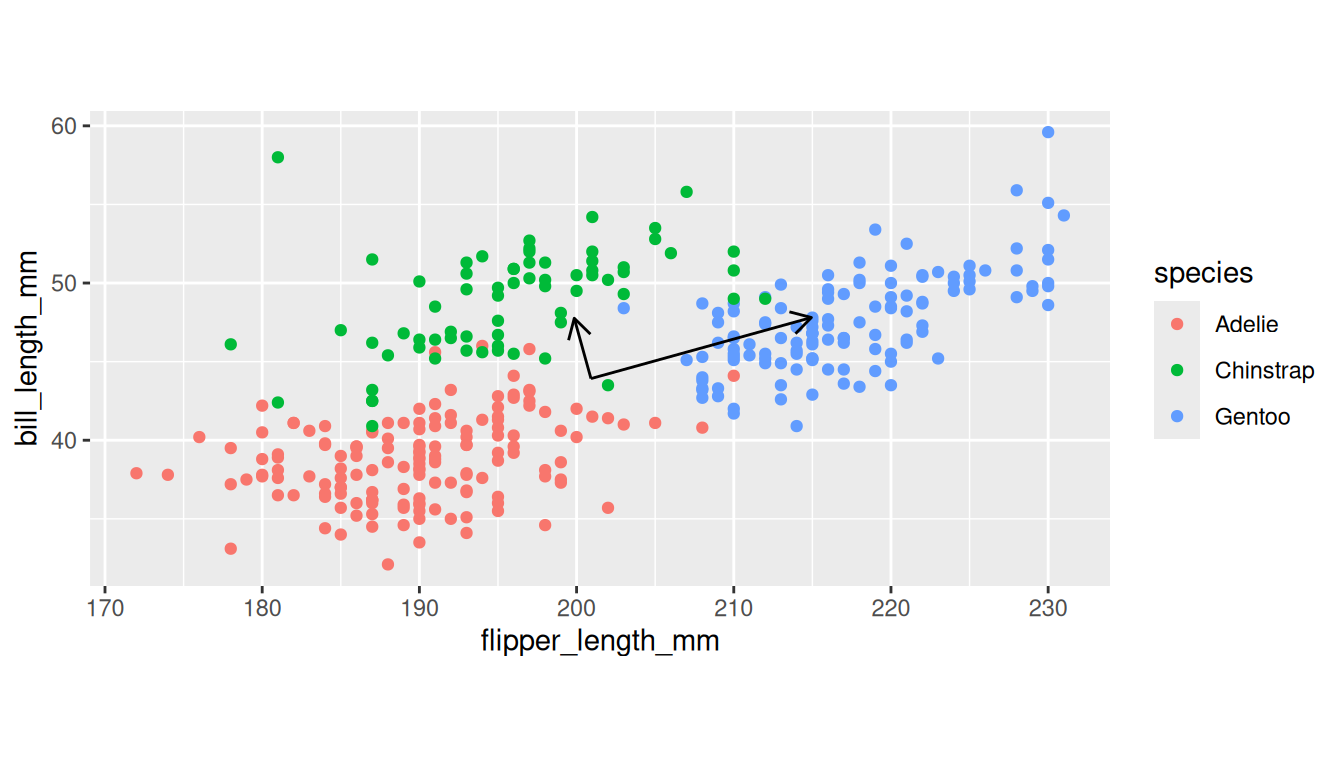 60
50
40
bill_length_mm
170 180 190 200 210 220 230
flipper_length_mm
species
Adelie
Chinstrap
Gentoo